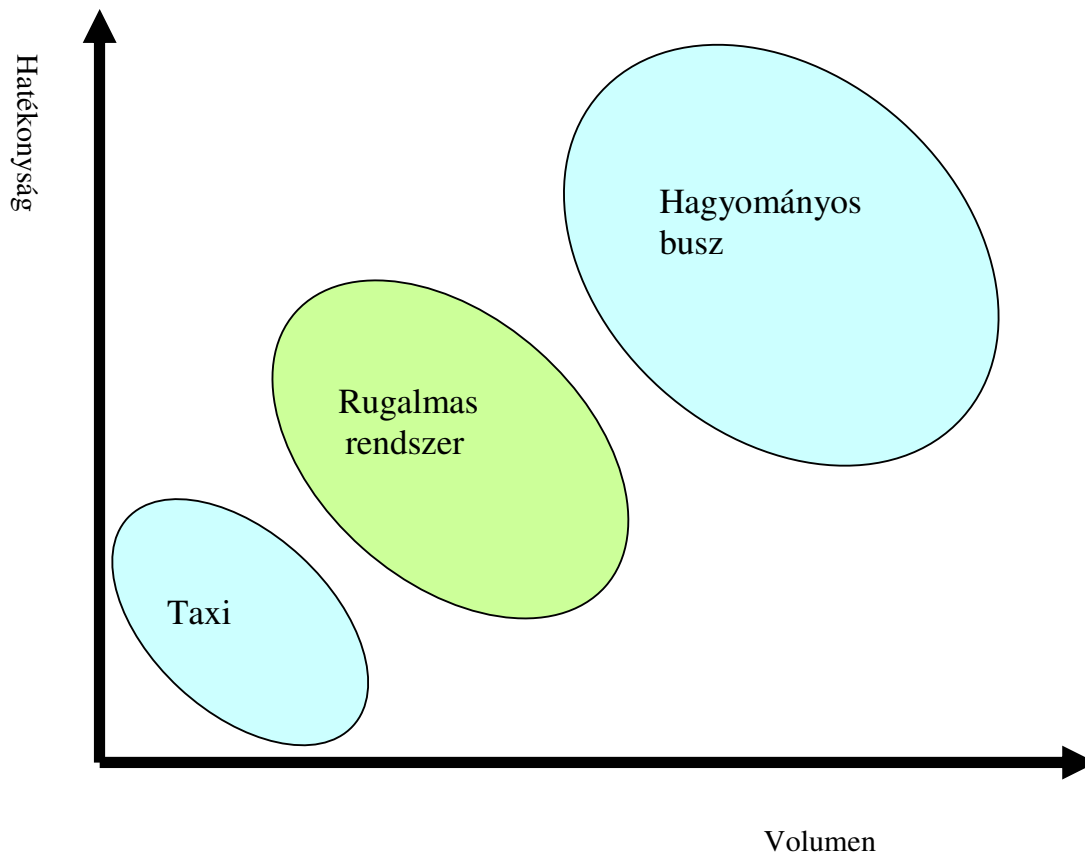 Hatékonyság
Hagyományos
busz
Rugalmas
rendszer
Taxi
Volumen